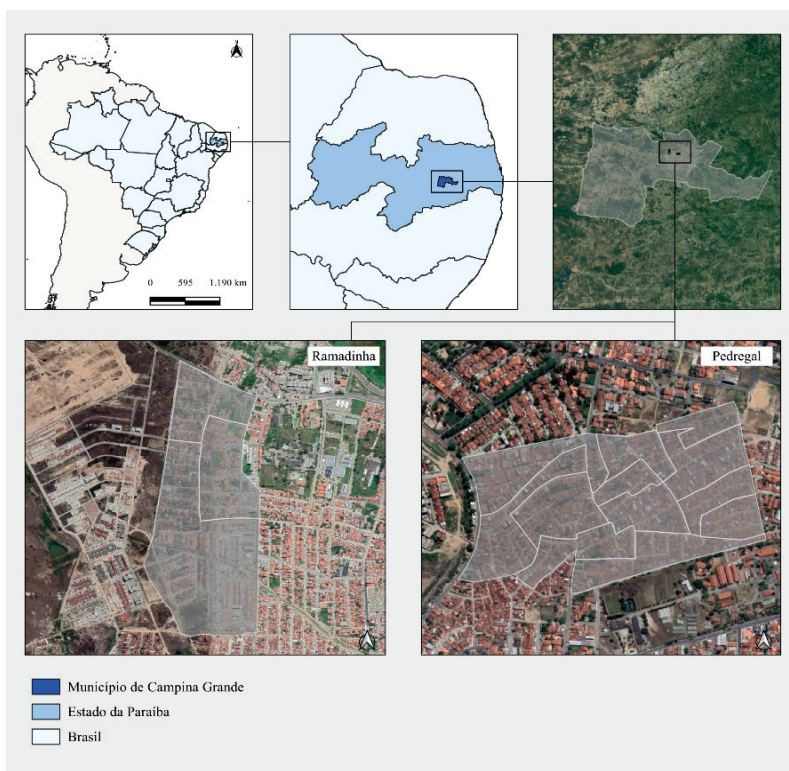 0 595 1.190 km
Ramadinha
Pedregal
Município de Campina Grande
Estado da Paraíba
Brasil